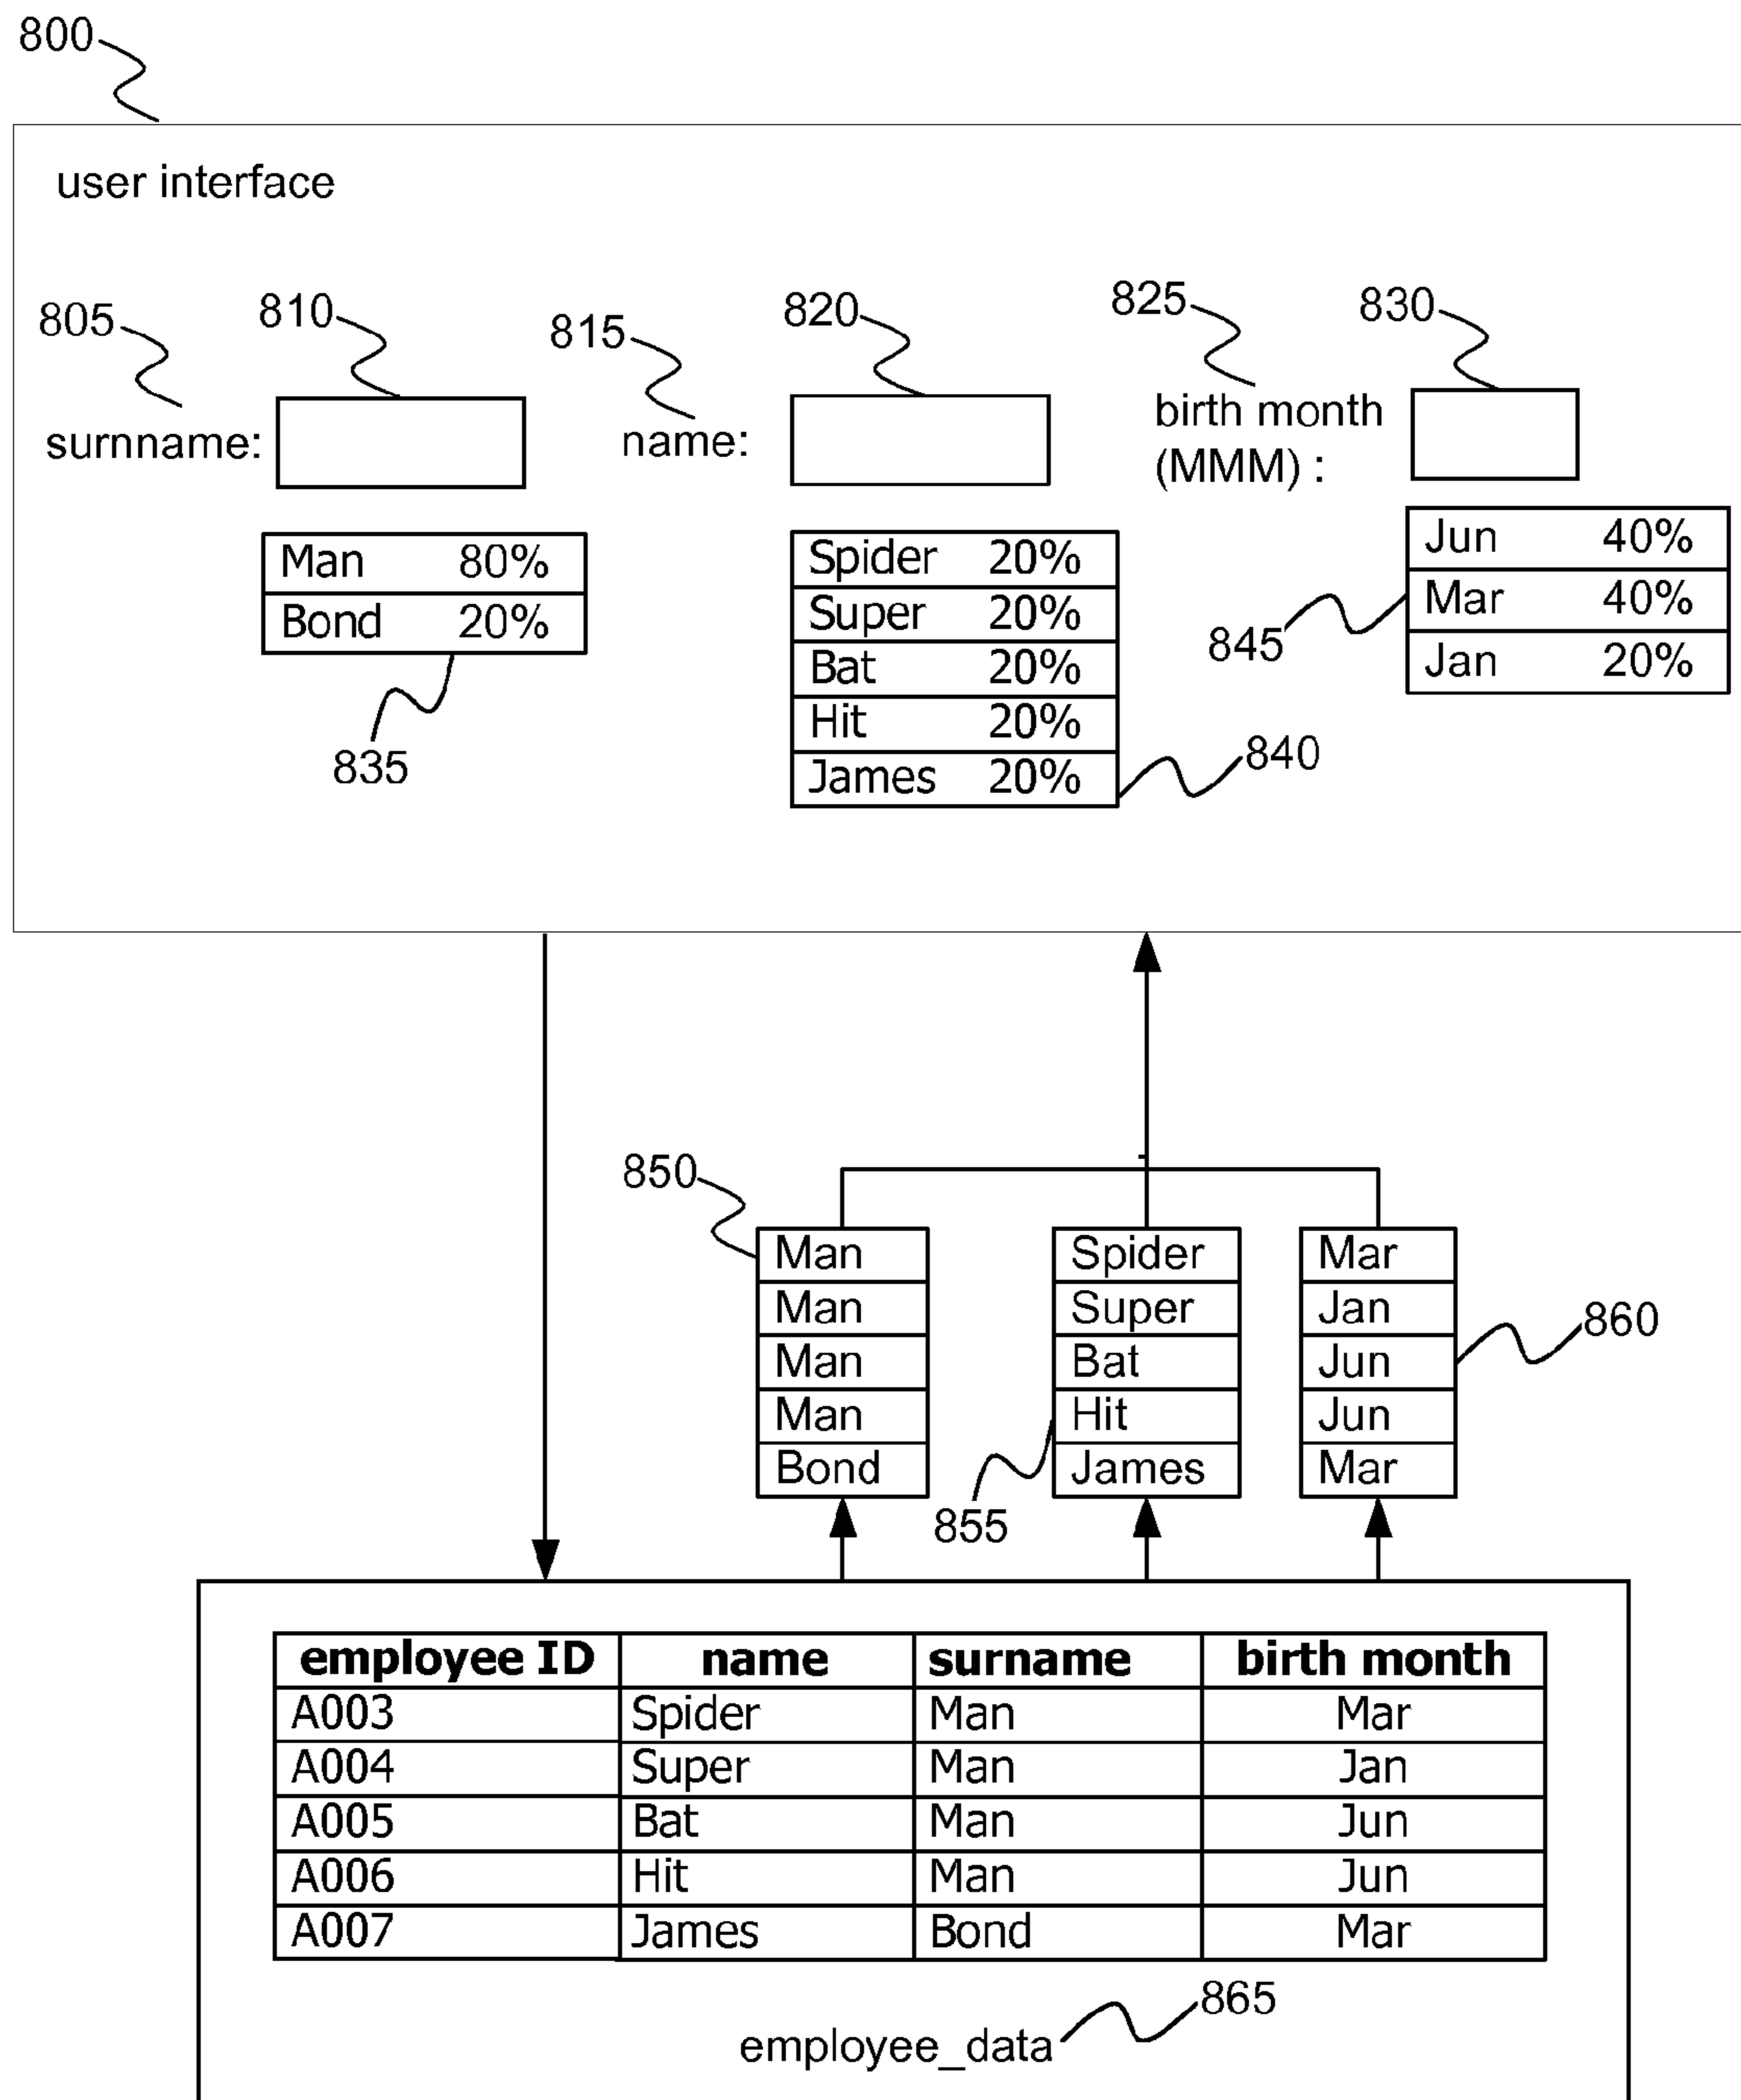 800
user interface
805 810 815 820 825 830
surnname: name: birth month
(MMM) :
Man 80%
Bond 20%
835
Spider 20%
Super 20%
Bat 20%
Hit 20%
James 20%
840
Jun 40%
Mar 40%
Jan 20%
845
850
Man
Man
Man
Man
Bond
Spider
Super
Bat
Hit
James
855
Mar
Jan
Jun
Jun
Mar
860
employee ID name surname birth month
A003 Spider Man Mar
A004 Super Man Jan
A005 Bat Man Jun
A006 Hit Man Jun
A007 James Bond Mar
865
employee_data